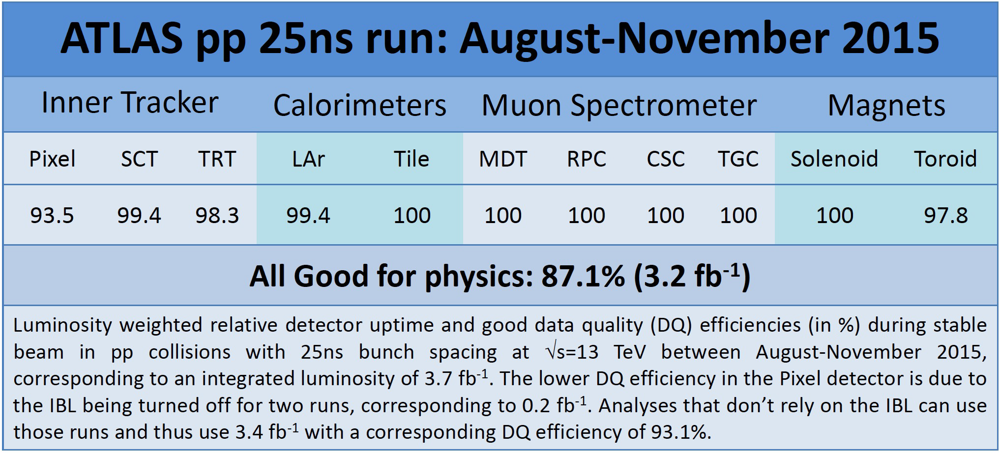 ATLAS pp 25ns run: August-November 2015
Inner Tracker Calorimeters Muon Spectrometer Magnets
Pixel SCT TRT LAr Tile MDT RPC CSC TGC Solenoid Toroid
93.5 99.4 98.3 99.4 100 100 100 100 100 100 97.8
All Good for physics: 87.1% (3.2 fb⁻¹)
Luminosity weighted relative detector uptime and good data quality (DQ) efficiencies (in %) during stable
beam in pp collisions with 25ns bunch spacing at √s=13 TeV between August-November 2015,
corresponding to an integrated luminosity of 3.7 fb⁻¹. The lower DQ efficiency in the Pixel detector is due to
the IBL being turned off for two runs, corresponding to 0.2 fb⁻¹. Analyses that don’t rely on the IBL can use
those runs and thus use 3.4 fb⁻¹ with a corresponding DQ efficiency of 93.1%.